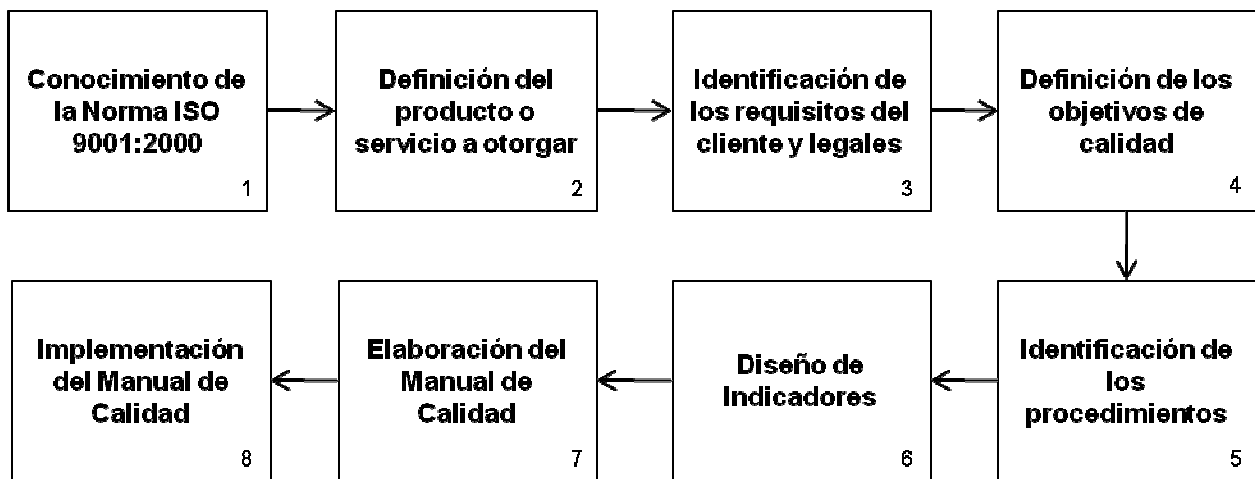 Conocimiento de
la Norma ISO
9001:2000
1
Definición del
producto o
servicio a otorgar
2
Identificación de
los requisitos del
cliente y legales
3
Definición de los
objetivos de
calidad
4
Identificación de
los
procedimientos
5
Diseño de
Indicadores
6
Elaboración del
Manual de
Calidad
7
Implementación
del Manual de
Calidad
8